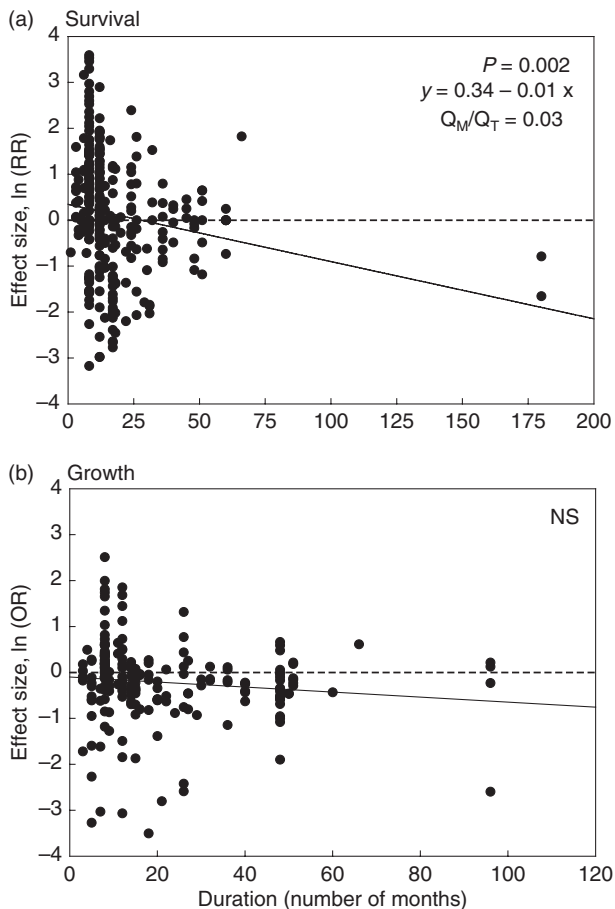 (a) Survival
P = 0.002
y = 0.34 – 0.01 x
Q_M/Q_T = 0.03
Effect size, ln (RR)
4
3
2
1
0
–1
–2
–3
–4
0 25 50 75 100 125 150 175 200
(b) Growth
NS
Effect size, ln (OR)
4
3
2
1
0
–1
–2
–3
–4
0 20 40 60 80 100 120
Duration (number of months)